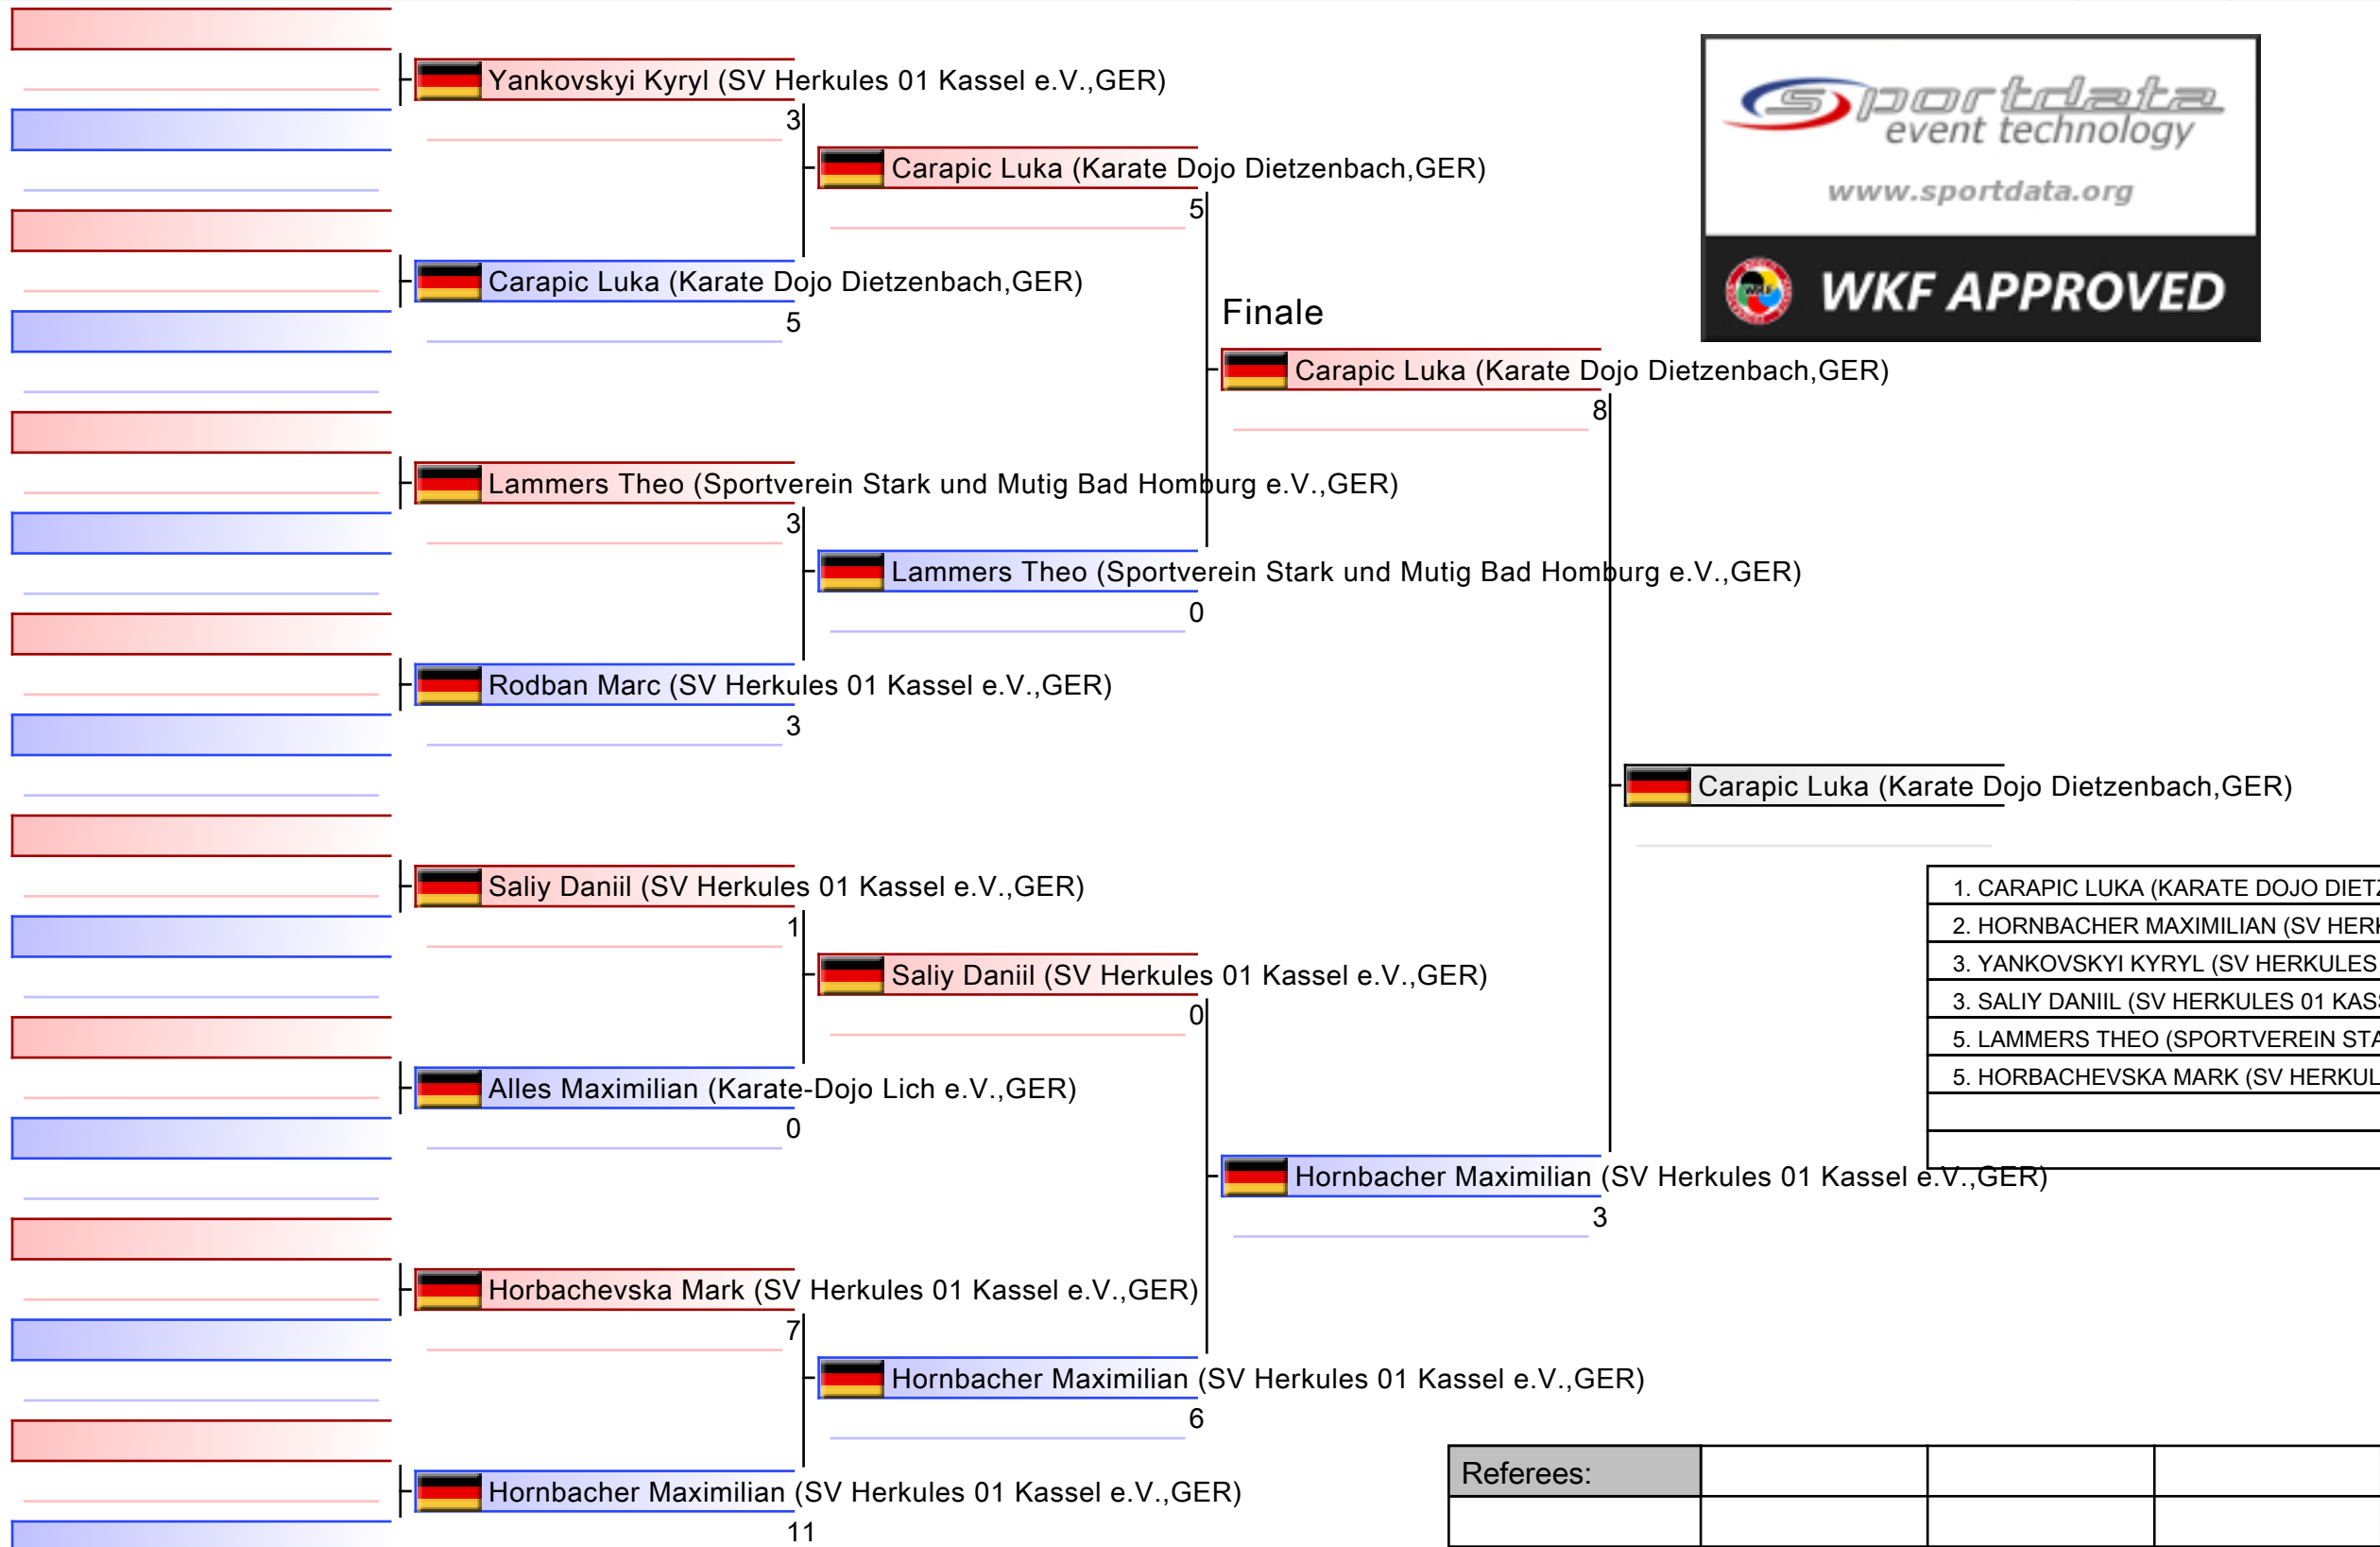 Yankovskyi Kyryl (SV Herkules 01 Kassel e.V.,GER)
3
Carapic Luka (Karate Dojo Dietzenbach,GER)
5
Carapic Luka (Karate Dojo Dietzenbach,GER)
5
Lammers Theo (Sportverein Stark und Mutig Bad Homburg e.V.,GER)
3
Lammers Theo (Sportverein Stark und Mutig Bad Homburg e.V.,GER)
0
Rodban Marc (SV Herkules 01 Kassel e.V.,GER)
3
Finale
Carapic Luka (Karate Dojo Dietzenbach,GER)
8
Carapic Luka (Karate Dojo Dietzenbach,GER)
Saliy Daniil (SV Herkules 01 Kassel e.V.,GER)
1
Saliy Daniil (SV Herkules 01 Kassel e.V.,GER)
0
Alles Maximilian (Karate-Dojo Lich e.V.,GER)
0
Hornbacher Maximilian (SV Herkules 01 Kassel e.V.,GER)
3
Horbachevska Mark (SV Herkules 01 Kassel e.V.,GER)
7
Hornbacher Maximilian (SV Herkules 01 Kassel e.V.,GER)
6
Hornbacher Maximilian (SV Herkules 01 Kassel e.V.,GER)
11
sportdata
event technology
www.sportdata.org
WKF
WKF APPROVED
1. CARAPIC LUKA (KARATE DOJO DIET
2. HORNBACHER MAXIMILIAN (SV HER
3. YANKOVSKYI KYRYL (SV HERKULES
3. SALIY DANIIL (SV HERKULES 01 KAS
5. LAMMERS THEO (SPORTVEREIN STA
5. HORBACHEVSKA MARK (SV HERKUL
Referees: